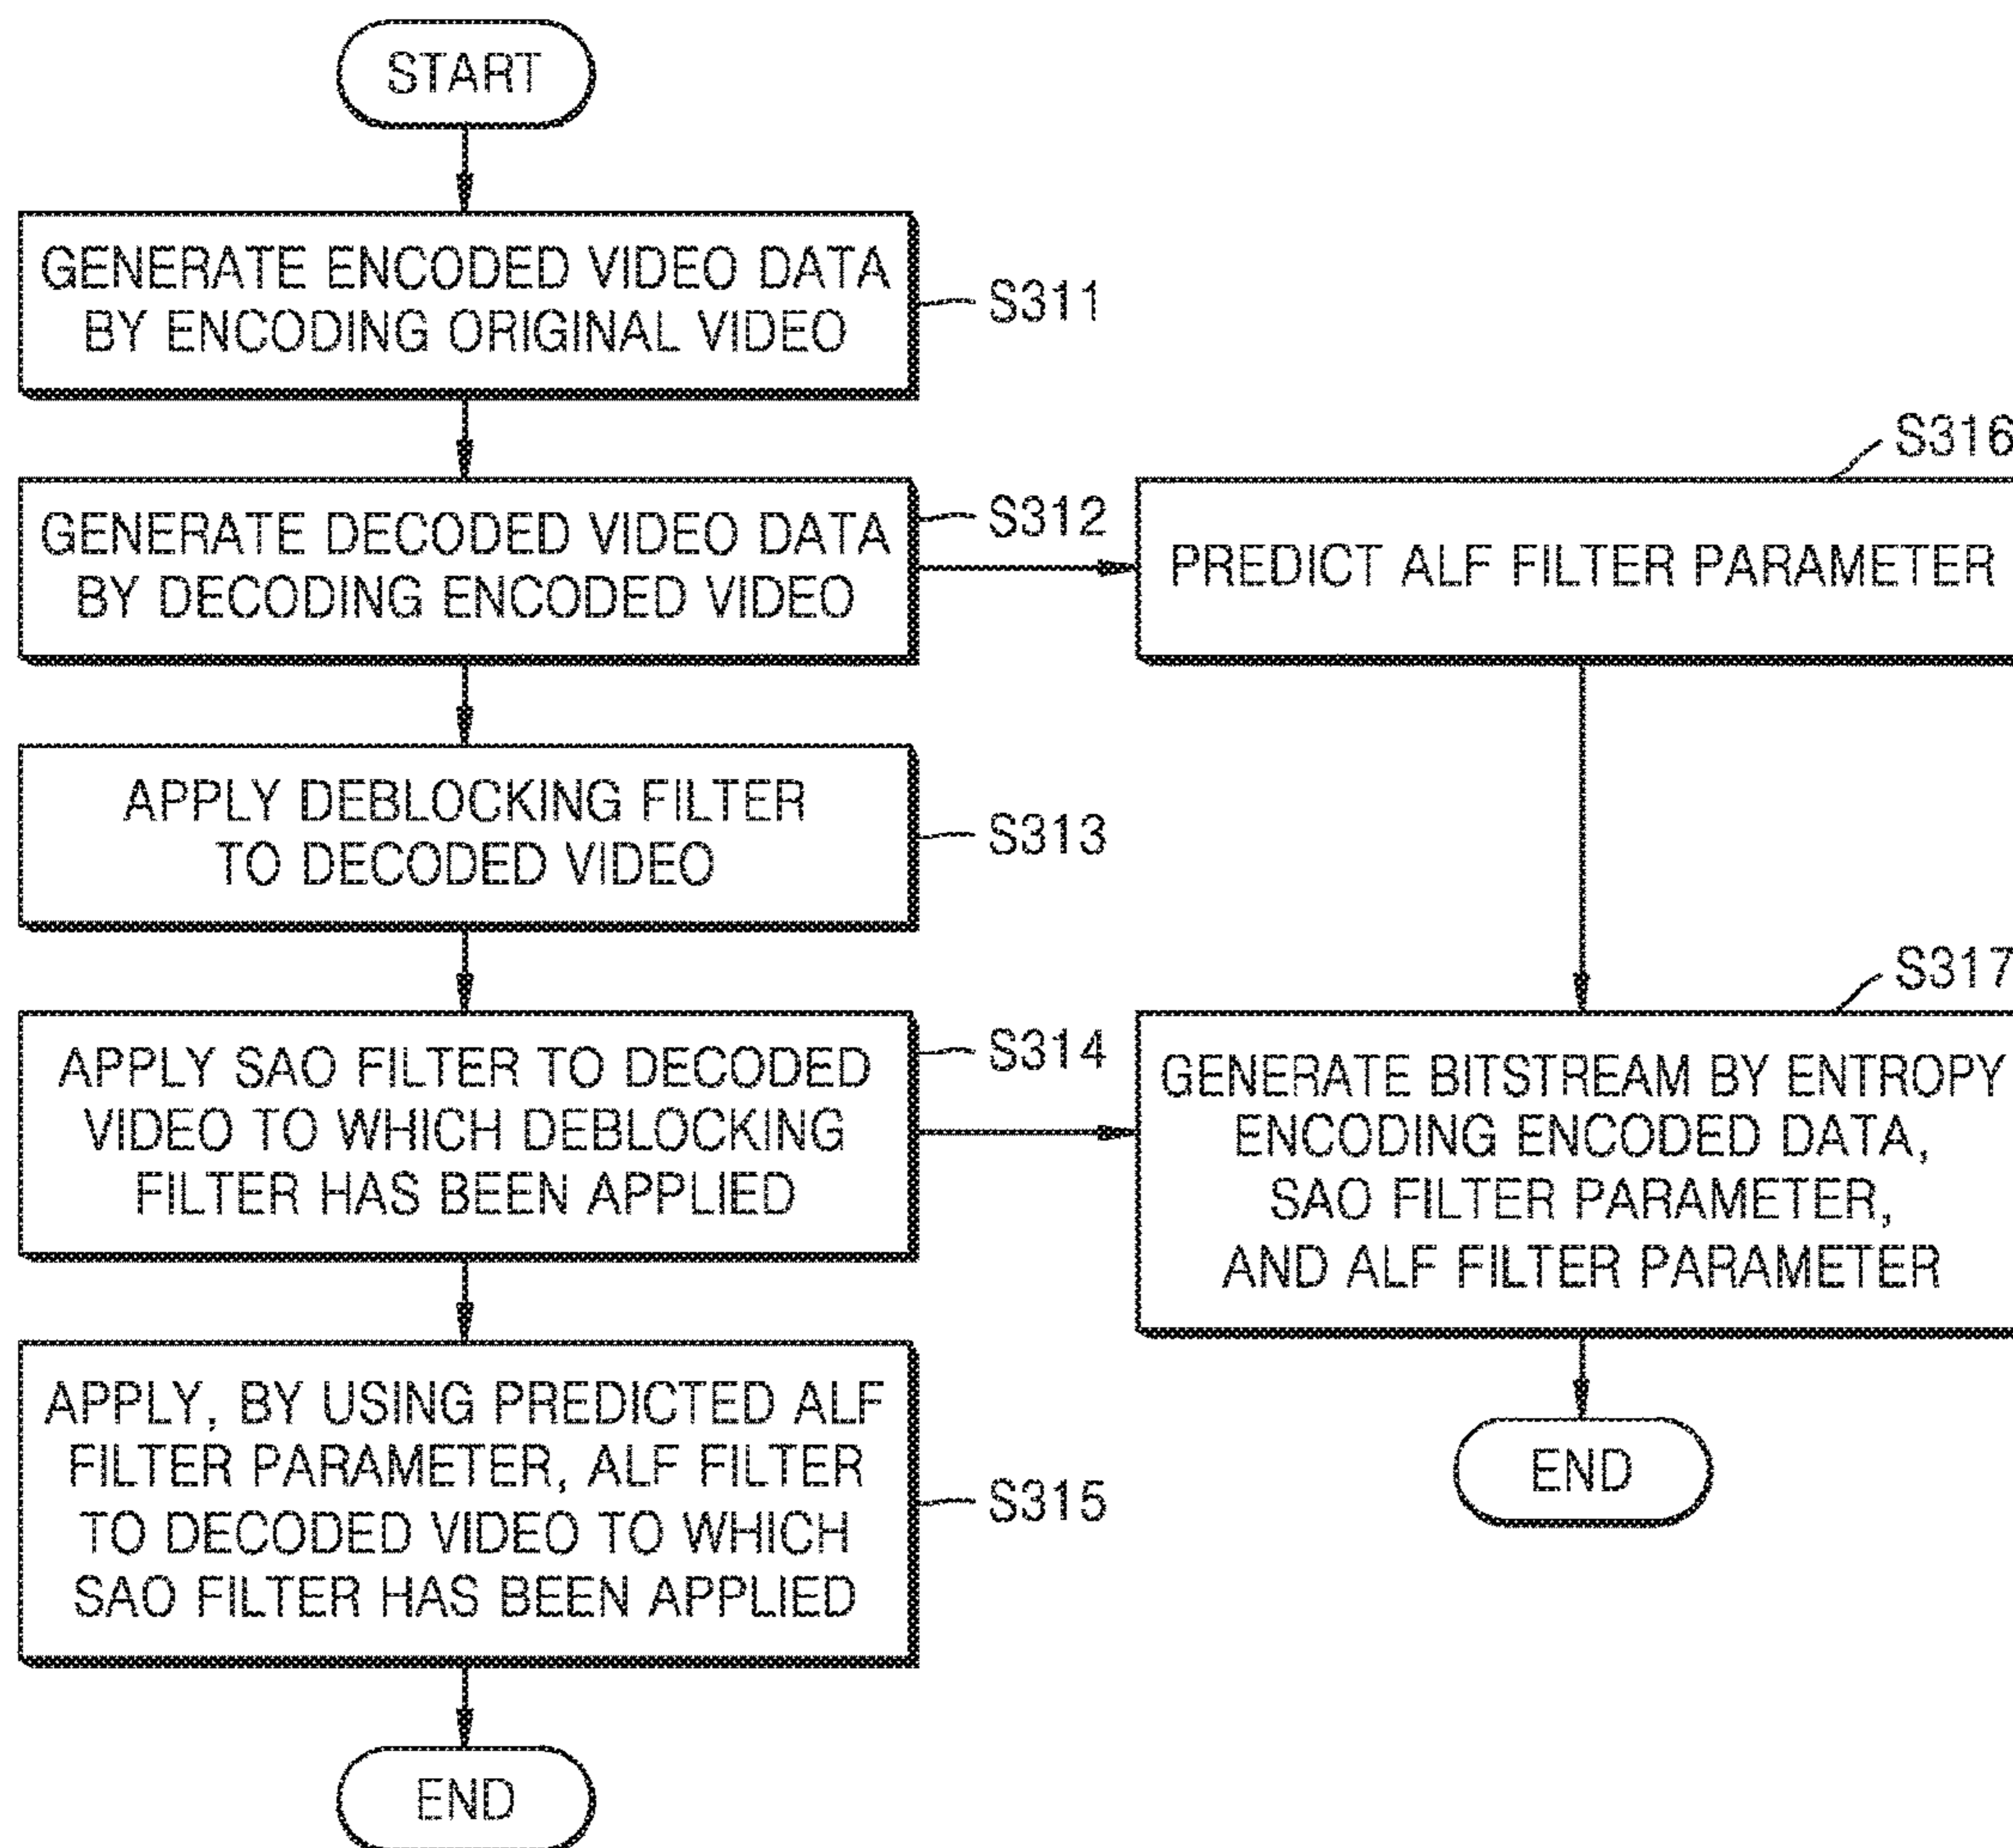 START
GENERATE ENCODED VIDEO DATA
BY ENCODING ORIGINAL VIDEO
S311
GENERATE DECODED VIDEO DATA
BY DECODING ENCODED VIDEO
S312
APPLY DEBLOCKING FILTER
TO DECODED VIDEO
S313
APPLY SAO FILTER TO DECODED
VIDEO TO WHICH DEBLOCKING
FILTER HAS BEEN APPLIED
S314
APPLY, BY USING PREDICTED ALF
FILTER PARAMETER, ALF FILTER
TO DECODED VIDEO TO WHICH
SAO FILTER HAS BEEN APPLIED
S315
END
S316
PREDICT ALF FILTER PARAMETER
S317
GENERATE BITSTREAM BY ENTROPY
ENCODING ENCODED DATA,
SAO FILTER PARAMETER,
AND ALF FILTER PARAMETER
END